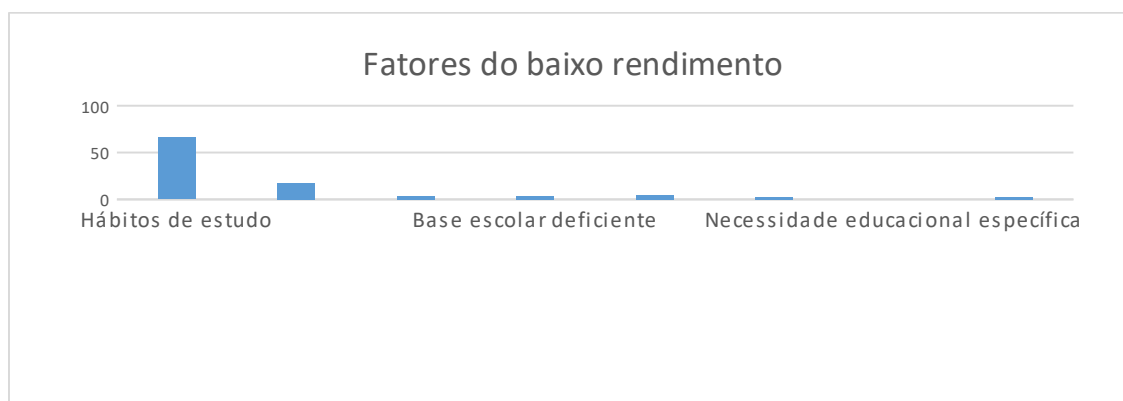 Fatores do baixo rendimento
100
50
0
Hábitos de estudo
Base escolar deficiente
Necessidade educacional específica